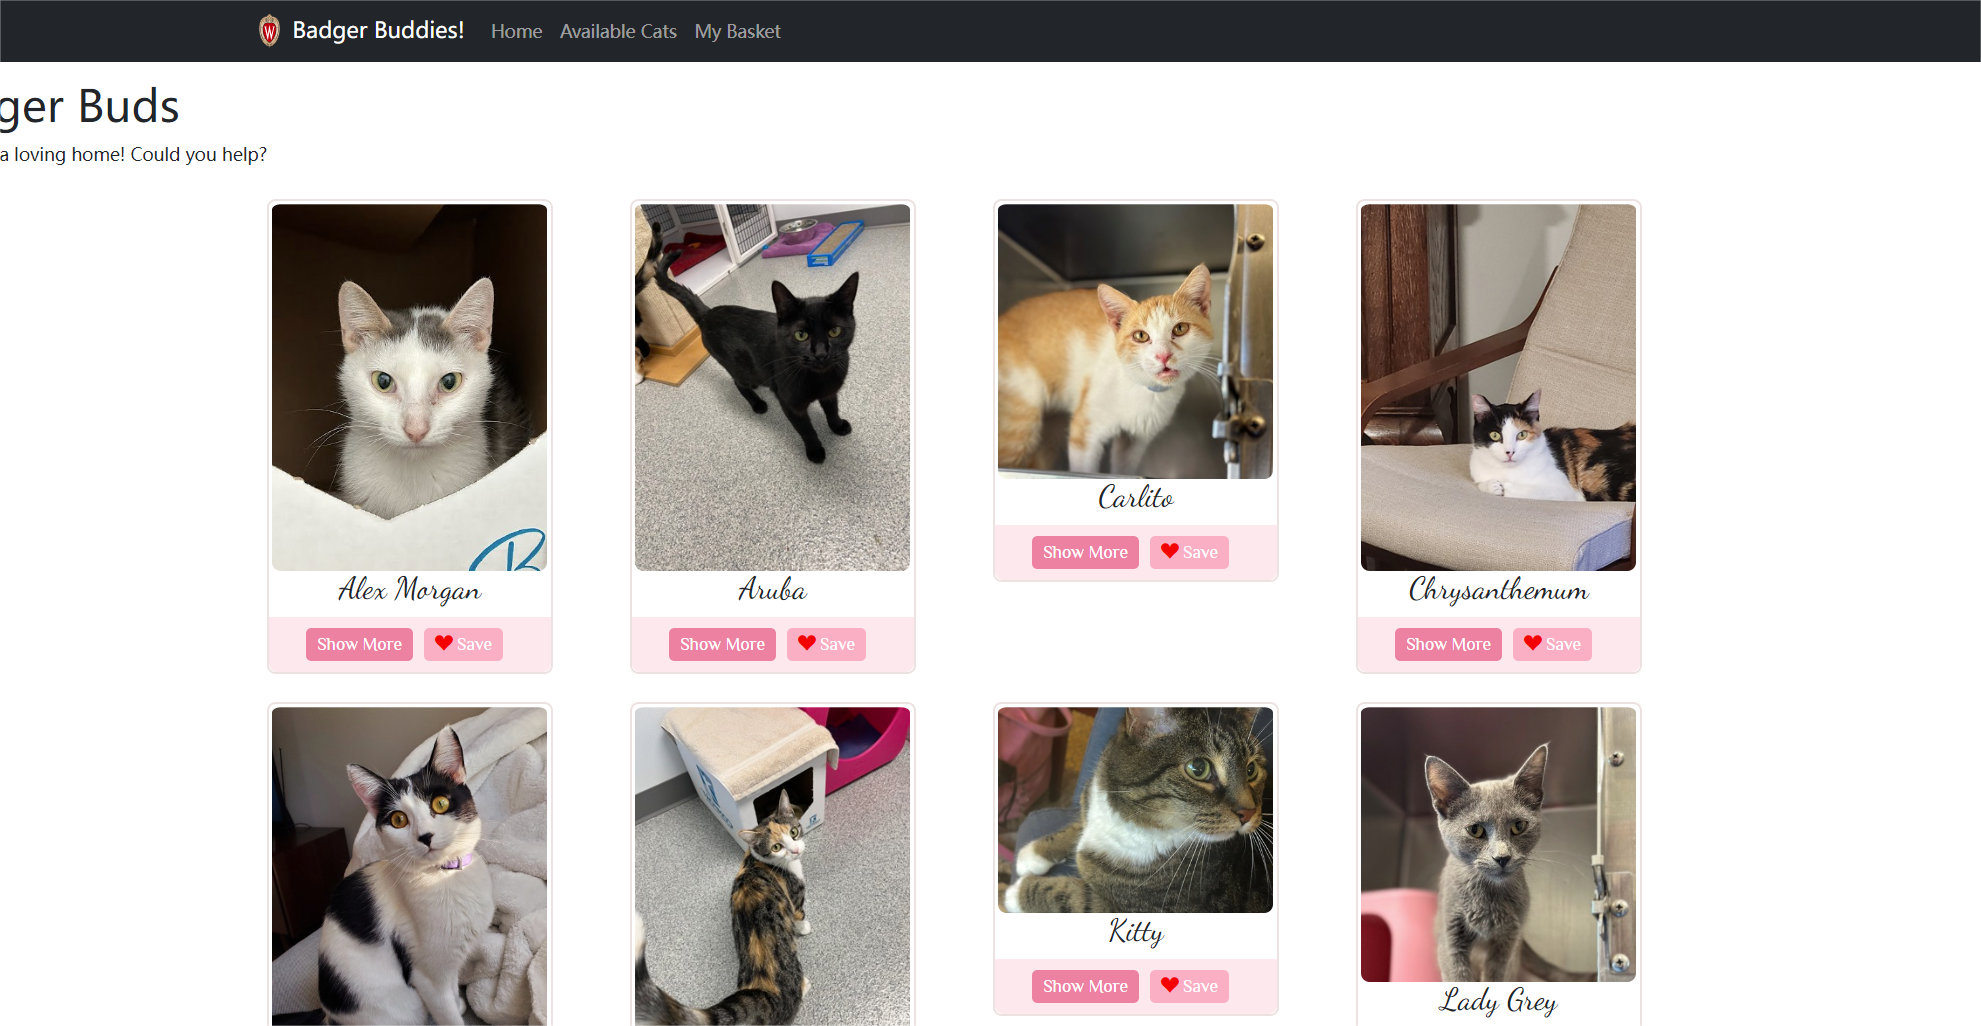 W Badger Buddies! Home Available Cats My Basket
ger Buds
a loving home! Could you help?
Alex Morgan
Show More Save
Aruba
Show More Save
Carlito
Show More Save
Chrysanthemum
Show More Save
Kitty
Show More Save
Lady Grey